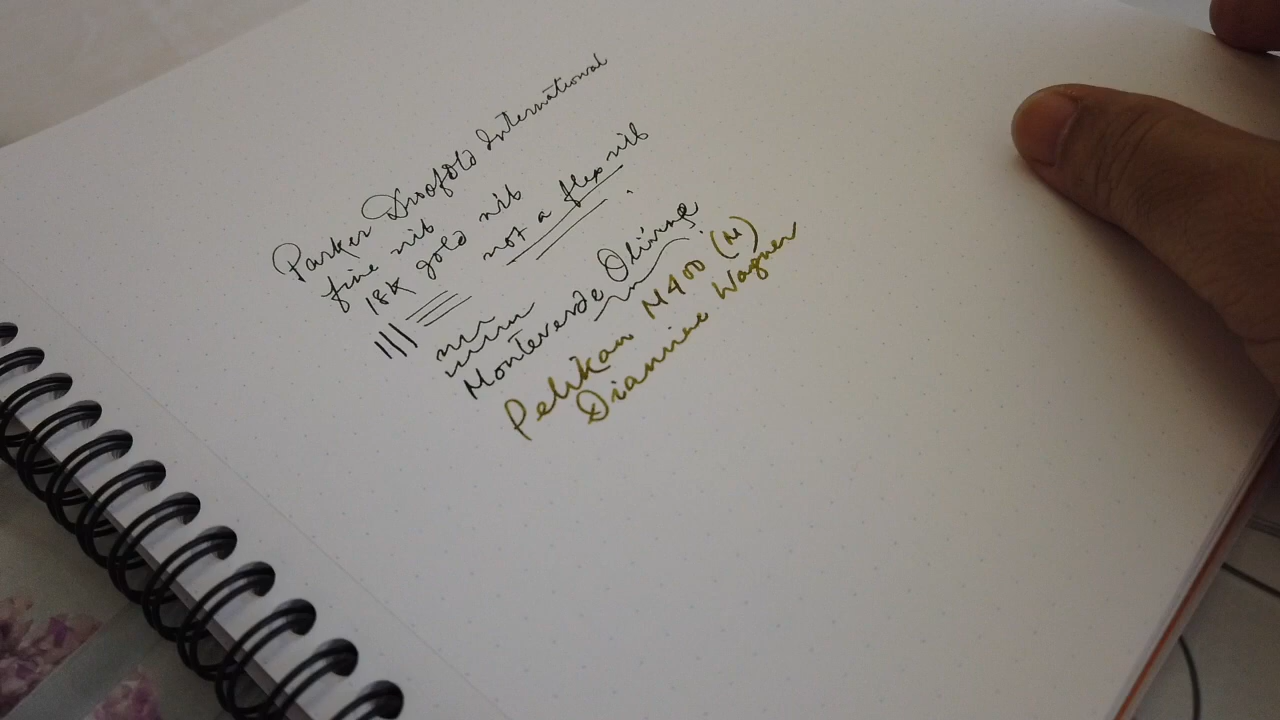 Parker Duofold International
fine nib
18K gold nib
not a flex nib
Monteverde Olivine
Pelikan M400 (M)
Diamine Wagner